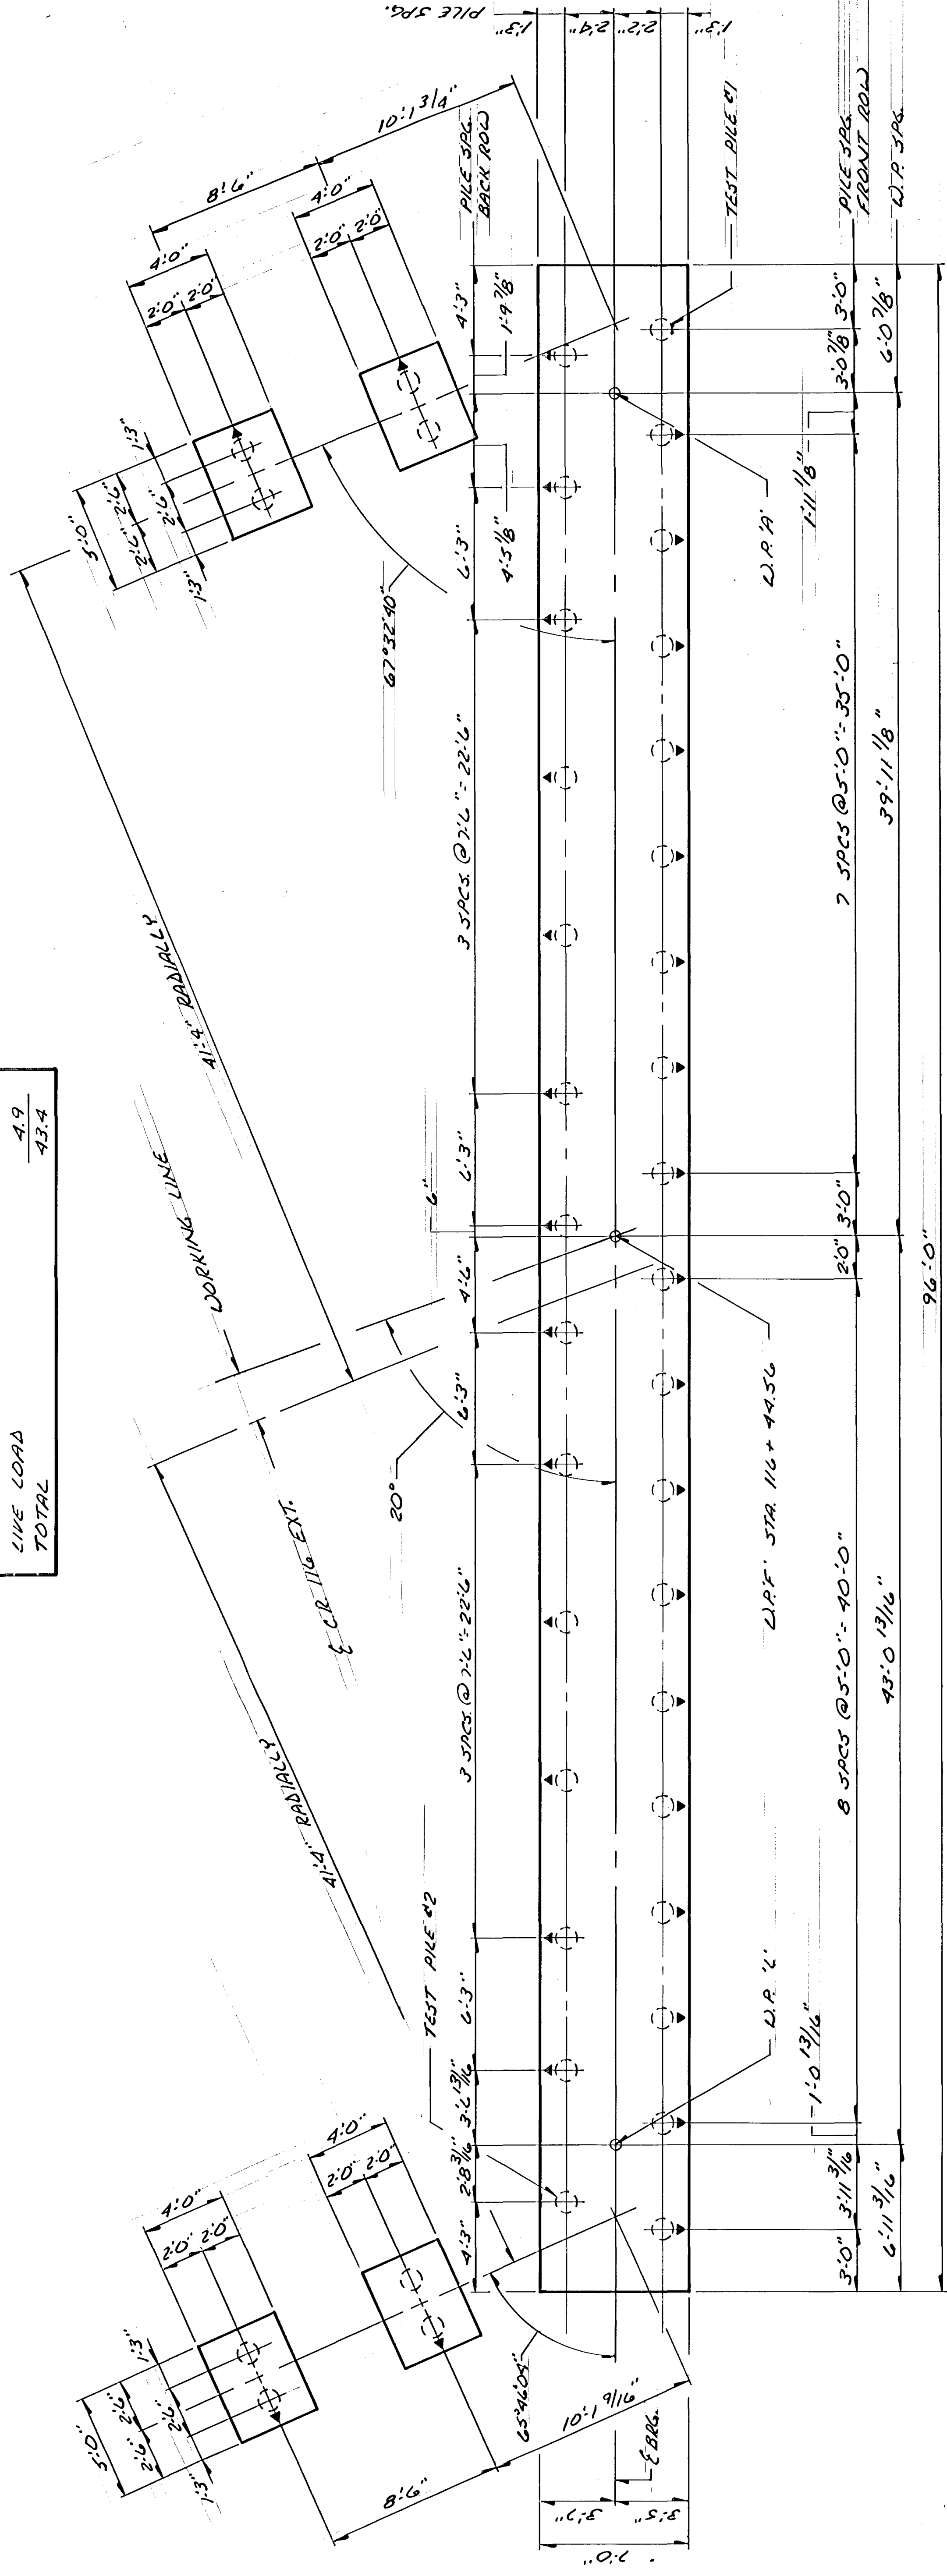 LIVE LOAD 4.9
TOTAL 43.4
5'-0"
2'-6" 2'-6"
1'-3" 2'-6" 1'-3"
4'-0"
2'-0" 2'-0"
4'-0"
2'-0" 2'-0"
8'-9"
10'-1 9/16"
65°46'04"
41'-4" RADIALLY
TEST PILE #2
℄ C.R. 116 EXT.
WORKING LINE
20°
6"
41'-4" RADIALLY
67°32'40"
5'-0"
2'-6" 2'-6"
1'-3" 2'-6" 1'-3"
4'-0"
2'-0" 2'-0"
4'-0"
2'-0" 2'-0"
8'-9"
10'-1 3/4"
4'-3" 2'-8 3/16" 3'-6 13/16" 6'-3" 3 SPCS. @ 7'-6" = 22'-6" 6'-3" 4'-6" 6'-3" 3 SPCS. @ 7'-6" = 22'-6" 6'-3" 4'-5 1/8" 1'-9 7/8" 4'-3"
PILE SPG.
BACK ROW
PILE SPG.
1'-3" 2'-4" 2'-2" 1'-3"
7'-0"
3'-7" 3'-5"
℄ BRG.
W.P. 'L'
W.P. 'F' STA. 116 + 44.56
W.P. 'A'
TEST PILE #1
1'-0 13/16"
1'-11 1/8"
3'-0" 3'-11 3/16" 8 SPCS @ 5'-0" = 40'-0" 2'-0" 3'-0" 7 SPCS @ 5'-0" = 35'-0" 3'-0 7/8" 3'-0"
PILE SPG.
FRONT ROW
6'-11 3/16" 43'-0 13/16" 39'-11 1/8" 6'-0 7/8"
W.P. SPG.
96'-0"